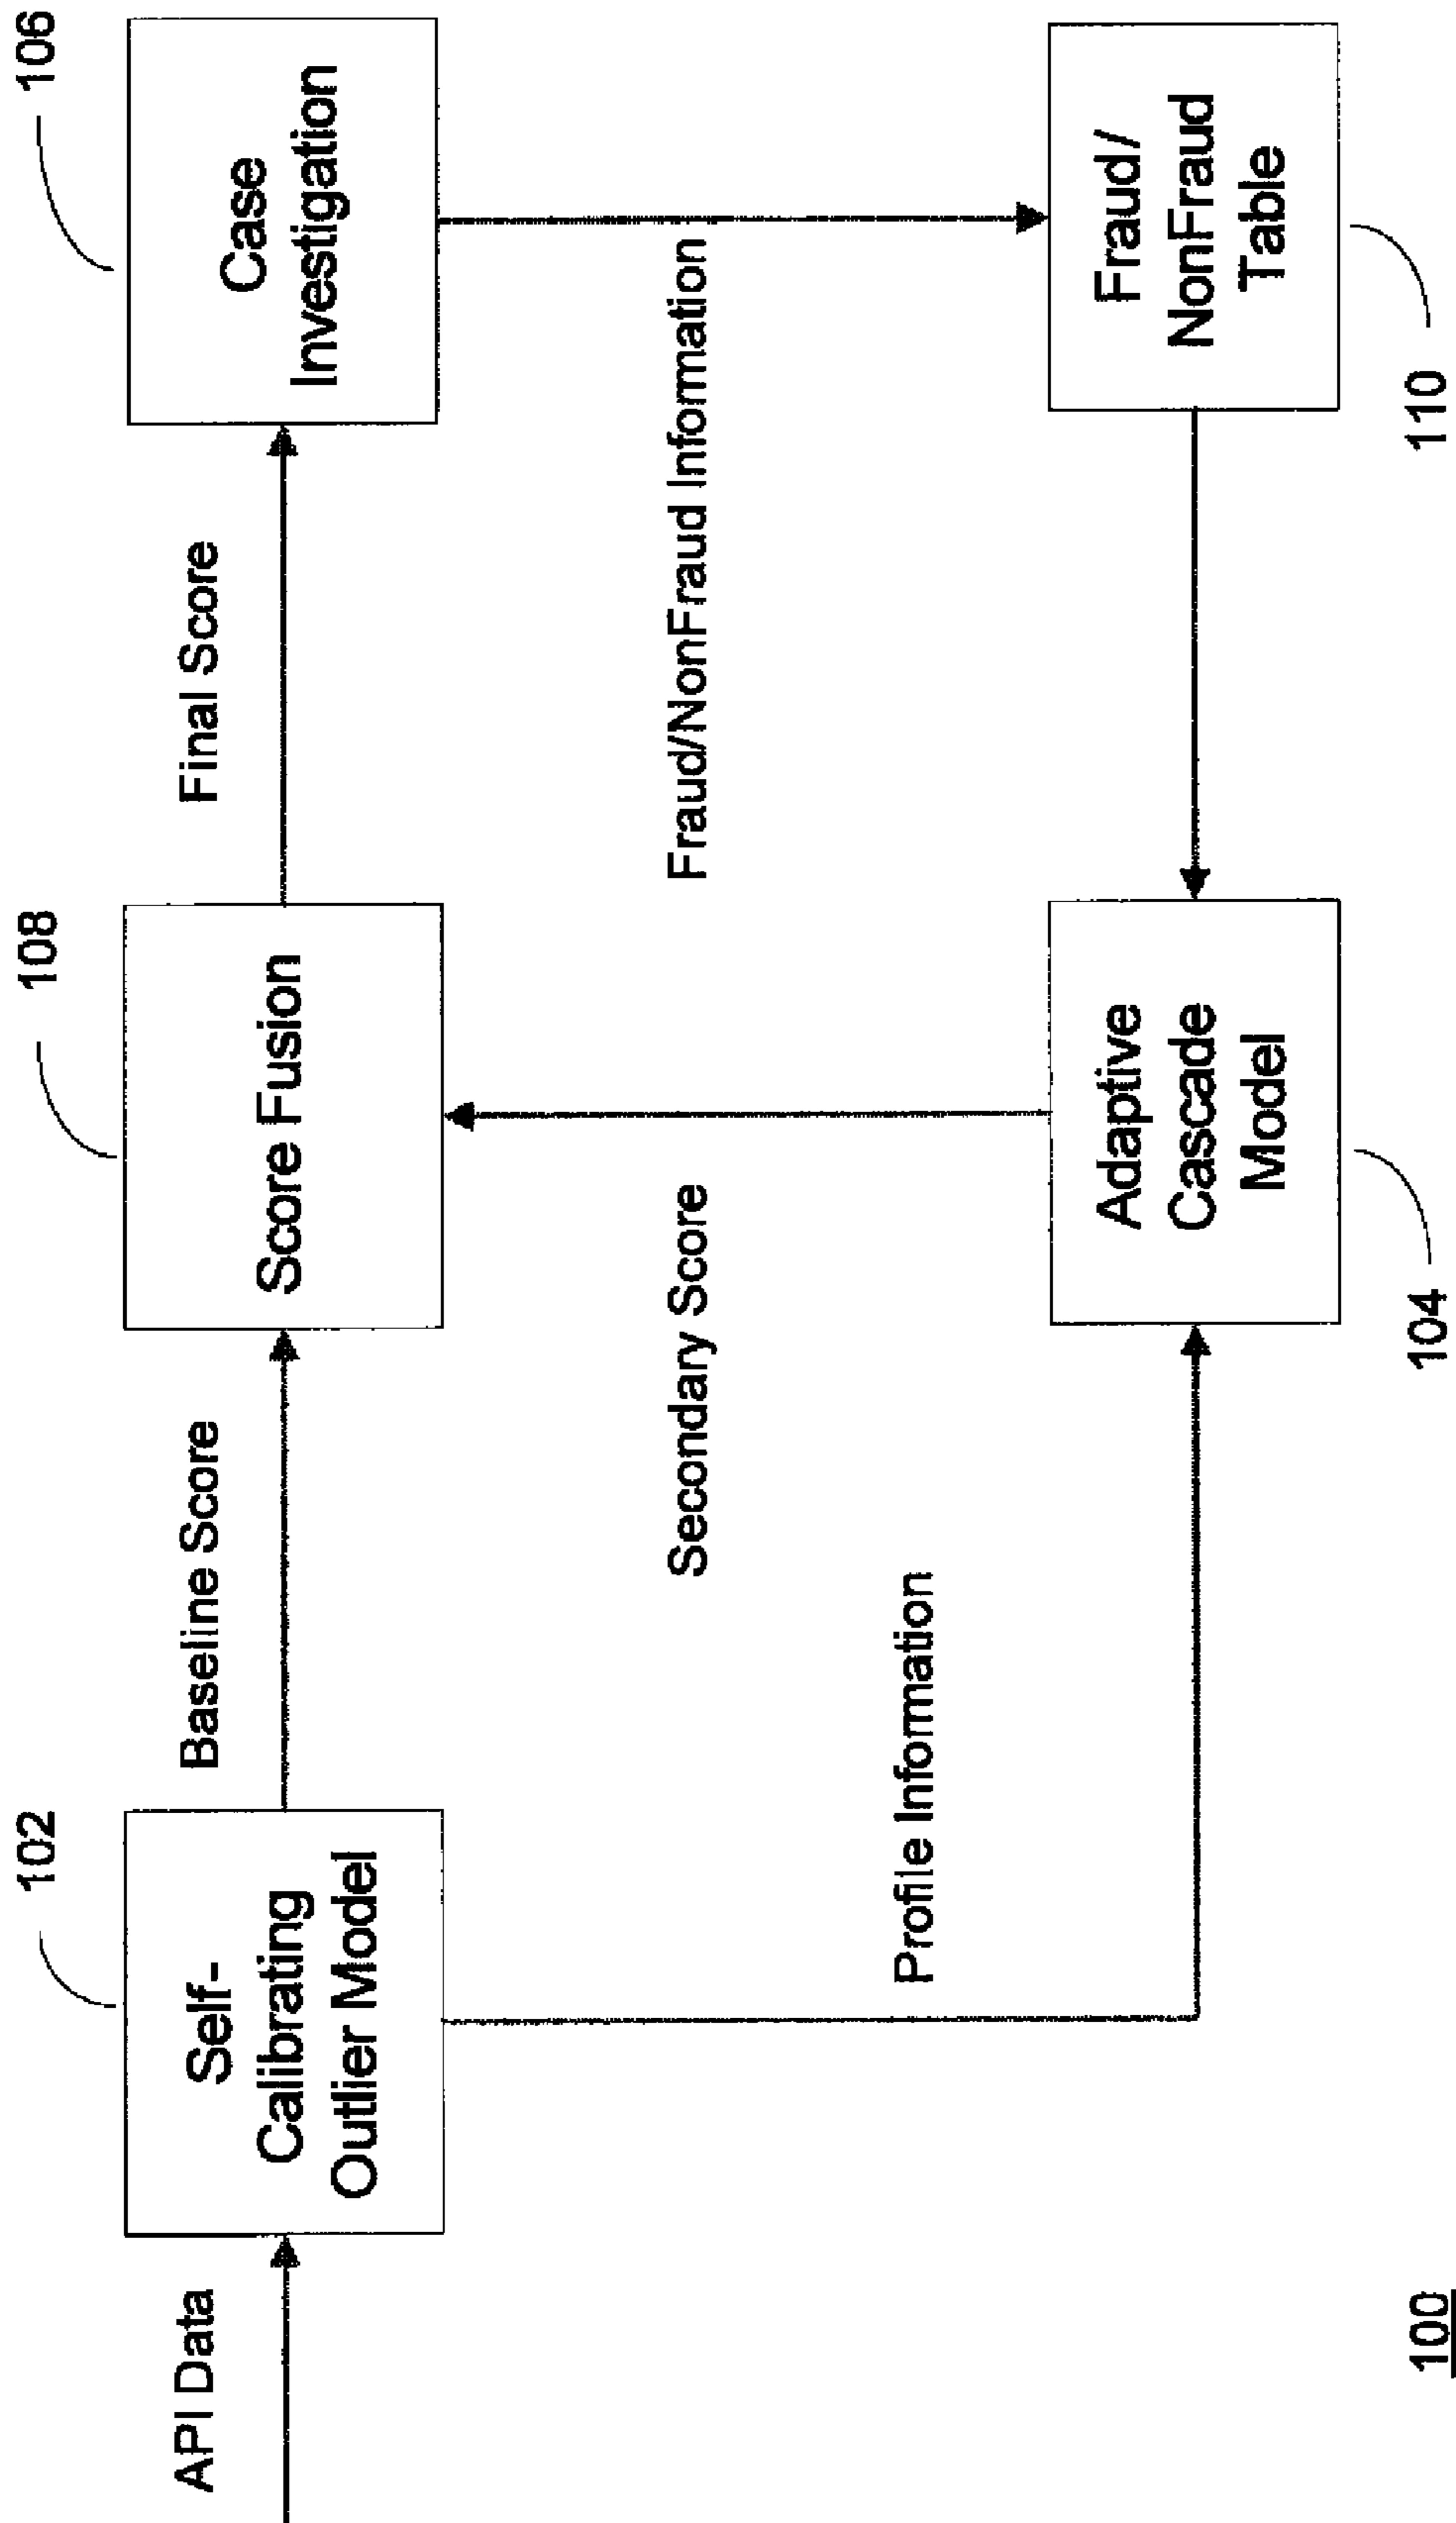 102
108
106
API Data
Self-
Calibrating
Outlier Model
Baseline Score
Score Fusion
Final Score
Case
Investigation
Profile Information
Secondary Score
Fraud/NonFraud Information
Adaptive
Cascade
Model
Fraud/
NonFraud
Table
100
104
110